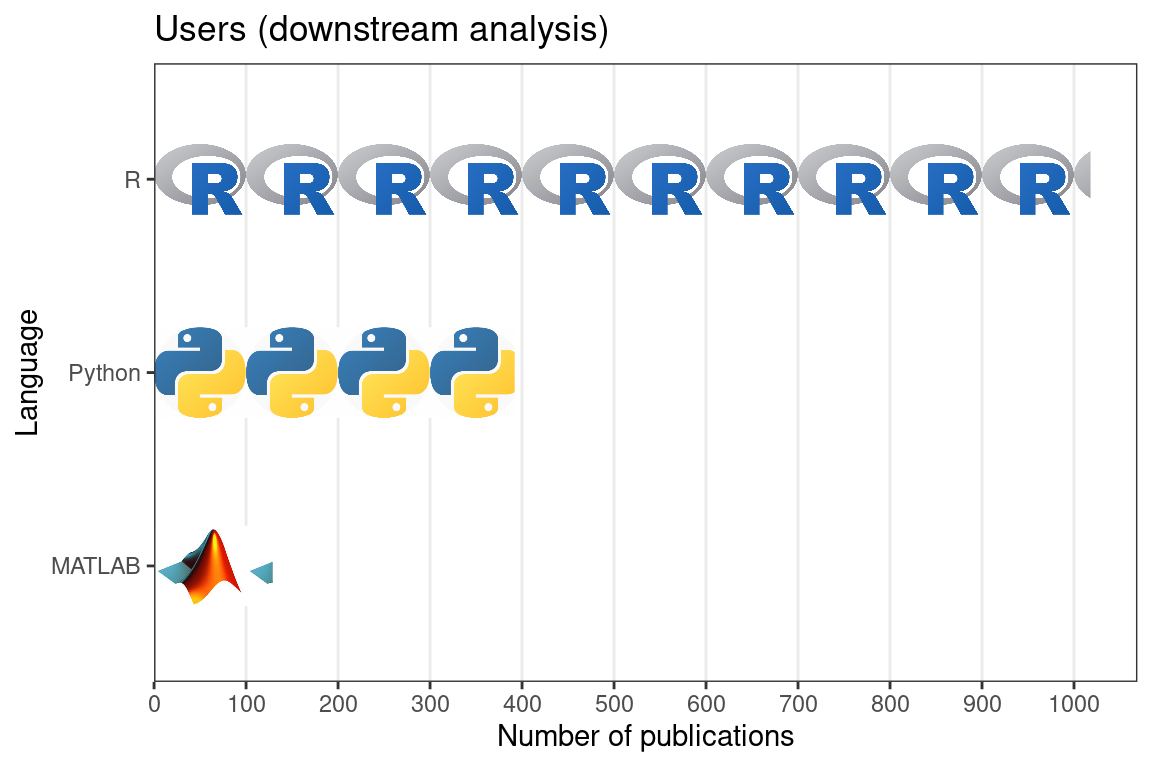 Users (downstream analysis)
R
R R R R R R R R R R
Python
MATLAB
Language
0 100 200 300 400 500 600 700 800 900 1000
Number of publications